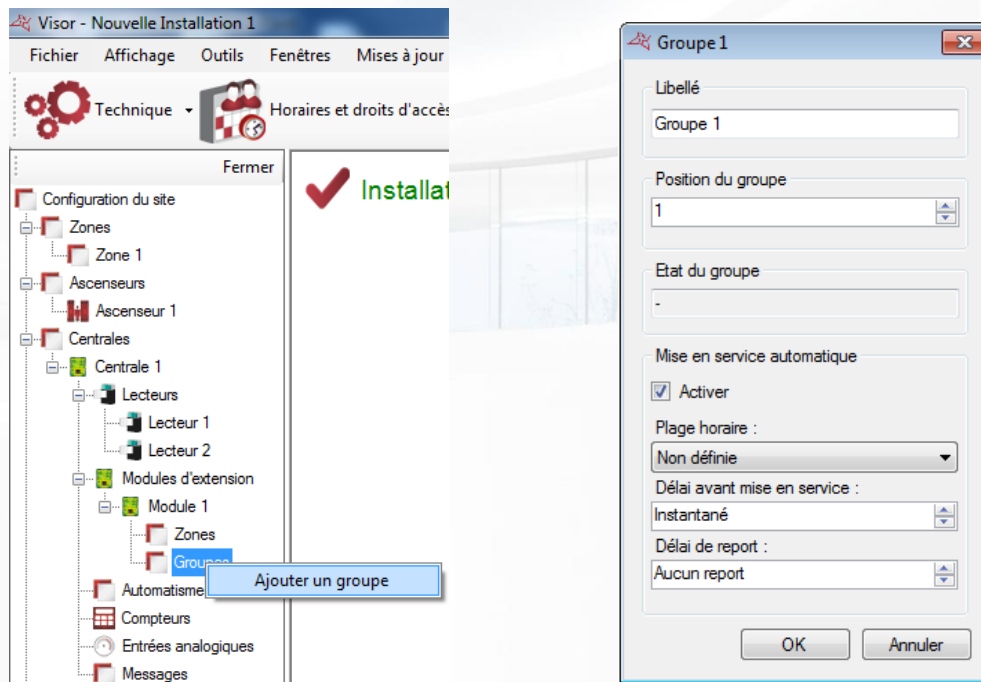 Visor - Nouvelle Installation 1
Fichier Affichage Outils Fenêtres Mises à jour
Technique Horaires et droits d'accès
Fermer
Configuration du site
Zones
Zone 1
Ascenseurs
Ascenseur 1
Centrales
Centrale 1
Lecteurs
Lecteur 1
Lecteur 2
Modules d'extension
Module 1
Zones
Groupes
Ajouter un groupe
Automatisme
Compteurs
Entrées analogiques
Messages
Installat
Groupe 1
Libellé
Groupe 1
Position du groupe
1
Etat du groupe
-
Mise en service automatique
Activer
Plage horaire :
Non définie
Délai avant mise en service :
Instantané
Délai de report :
Aucun report
OK Annuler